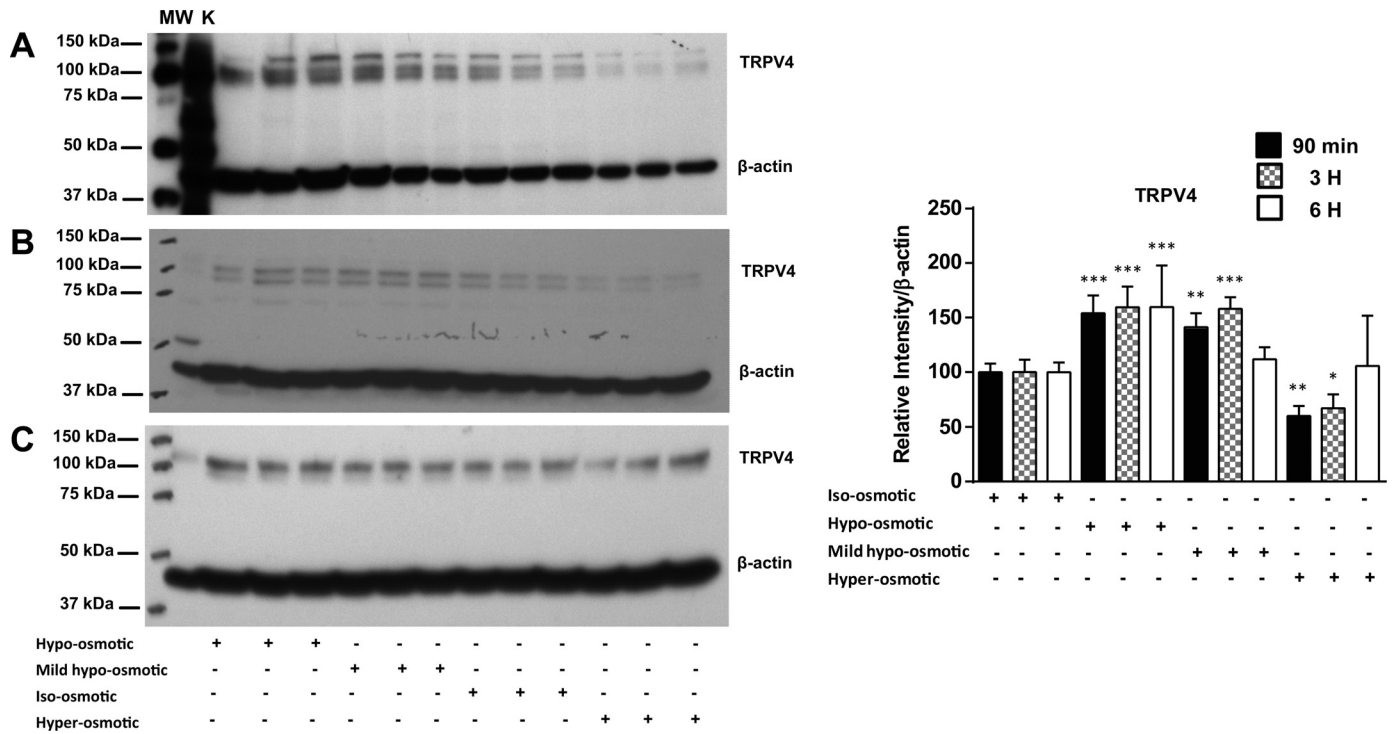 MW K
A
150 kDa
100 kDa
75 kDa
50 kDa
37 kDa
TRPV4
β-actin
B
150 kDa
100 kDa
75 kDa
50 kDa
37 kDa
TRPV4
β-actin
C
150 kDa
100 kDa
75 kDa
50 kDa
37 kDa
TRPV4
β-actin
Hypo-osmotic + + + - - - - - - - - -
Mild hypo-osmotic - - - + + + - - - - - -
Iso-osmotic - - - - - - + + + - - -
Hyper-osmotic - - - - - - - - - + + +
90 min
3 H
6 H
TRPV4
Relative Intensity/β-actin
250
200
150
100
50
0
*** *** *** ** *** ** *
Iso-osmotic + + + - - - - - - - - -
Hypo-osmotic - - - + + + - - - - - -
Mild hypo-osmotic - - - - - - + + + - - -
Hyper-osmotic - - - - - - - - - + + +